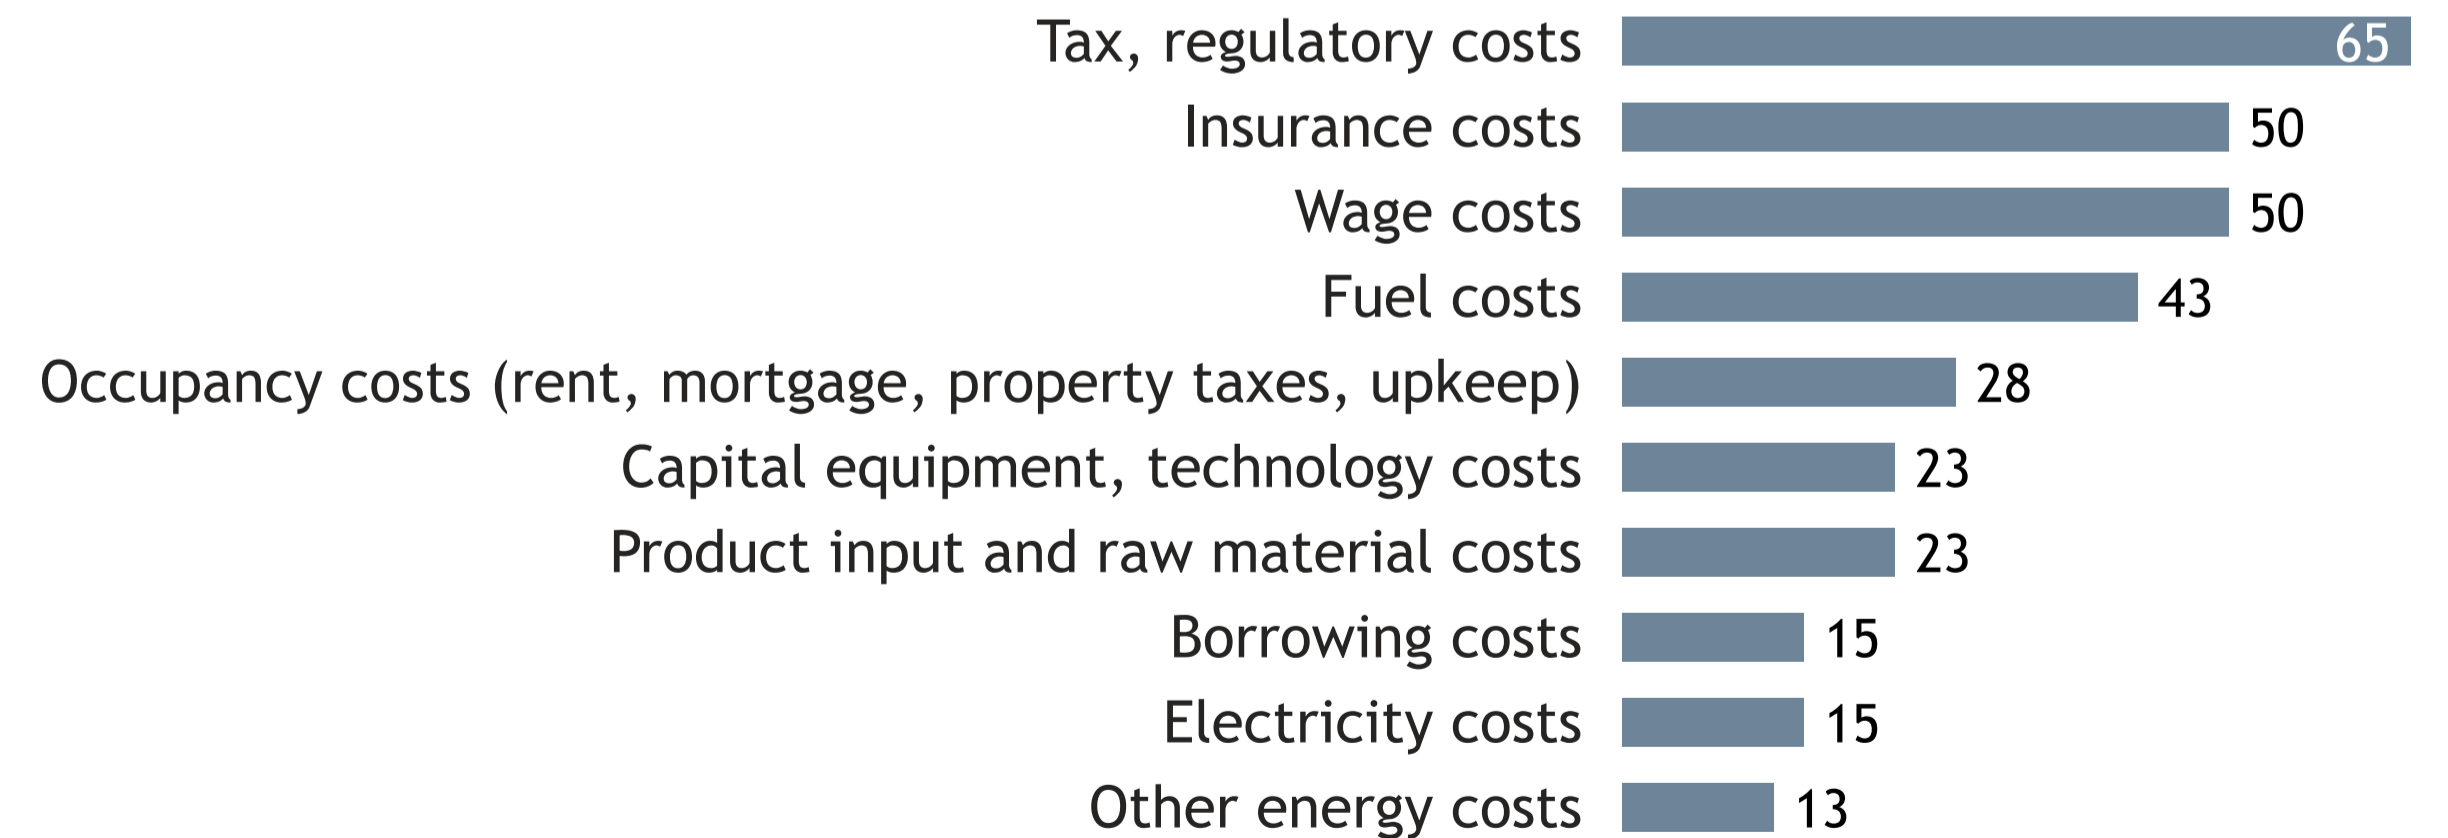 Tax, regulatory costs 65
Insurance costs 50
Wage costs 50
Fuel costs 43
Occupancy costs (rent, mortgage, property taxes, upkeep) 28
Capital equipment, technology costs 23
Product input and raw material costs 23
Borrowing costs 15
Electricity costs 15
Other energy costs 13